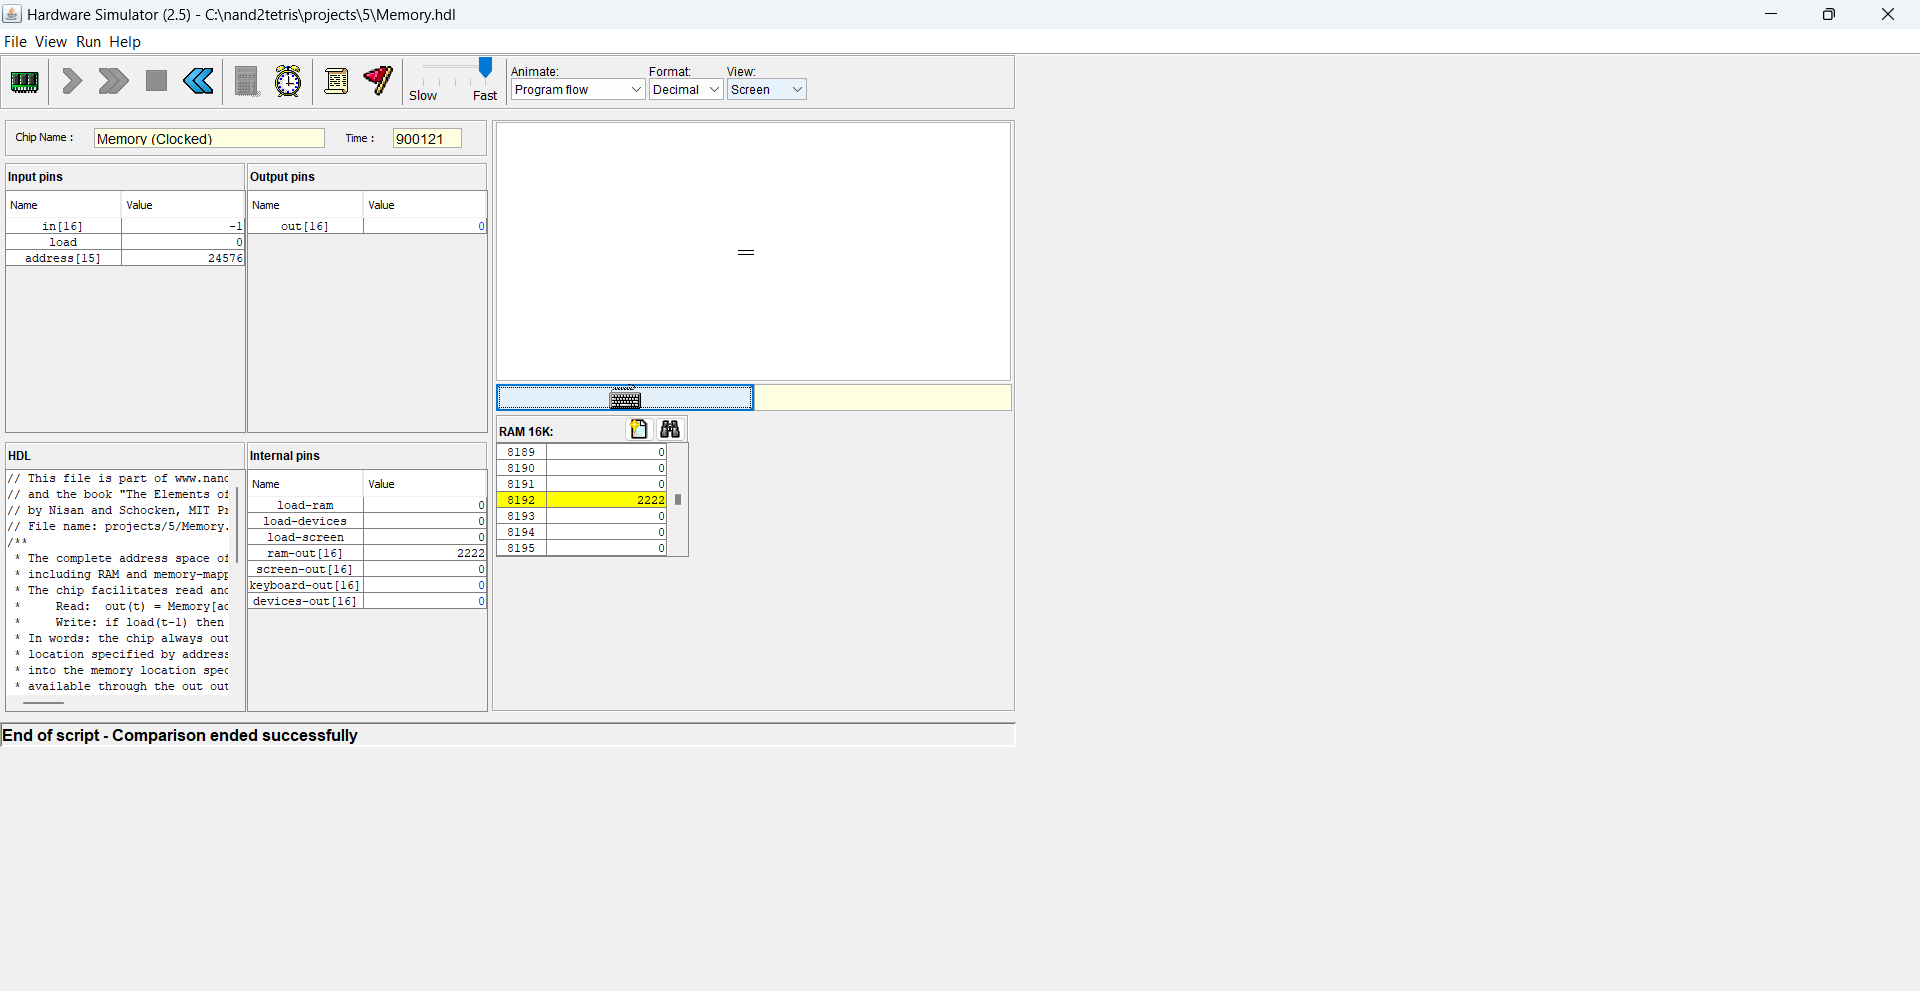 Hardware Simulator (2.5) - C:\nand2tetris\projects\5\Memory.hdl
File View Run Help
Slow Fast
Animate: Format: View:
Program flow Decimal Screen
Chip Name : Memory (Clocked) Time : 900121
Input pins
Name Value
in[16] -1
load 0
address[15] 24576
Output pins
Name Value
out[16] 0
HDL
// This file is part of www.nand
// and the book "The Elements of
// by Nisan and Schocken, MIT Pr
// File name: projects/5/Memory.
/**
* The complete address space of
* including RAM and memory-mapp
* The chip facilitates read and
* Read: out(t) = Memory[ad
* Write: if load(t-1) then
* In words: the chip always out
* location specified by address
* into the memory location spec
* available through the out out
Internal pins
Name Value
load-ram 0
load-devices 0
load-screen 0
ram-out[16] 2222
screen-out[16] 0
keyboard-out[16] 0
devices-out[16] 0
RAM 16K:
8189 0
8190 0
8191 0
8192 2222
8193 0
8194 0
8195 0
End of script - Comparison ended successfully